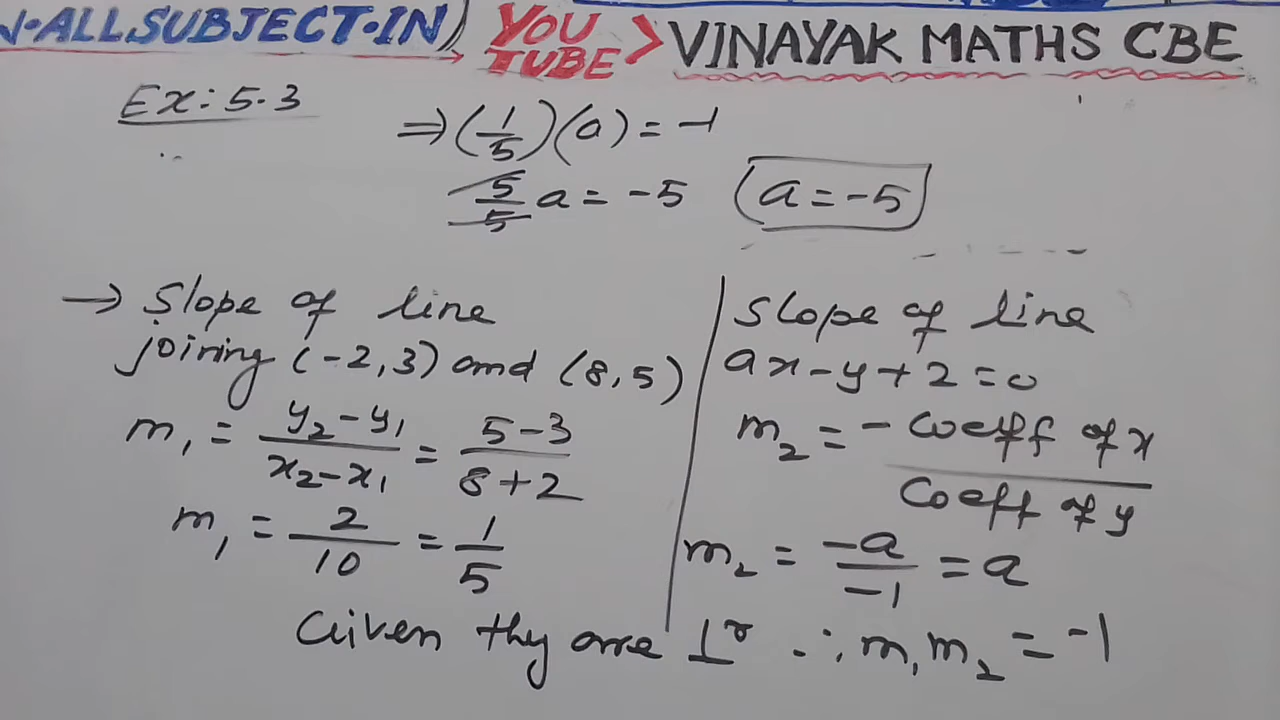 ALL.SUBJECT.IN) YOU TUBE > VINAYAK MATHS CBE
Ex: 5.3
⇒ (1/5)(a) = -1
5/5 a = -5 a = -5
→ Slope of line
joining (-2,3) and (8,5)
m₁ = y₂-y₁/x₂-x₁ = 5-3/8+2
m₁ = 2/10 = 1/5
Slope of line
ax-y+2=0
m₂ = -Coeff of x/Coeff of y
m₂ = -a/-1 = a
Given they are ⊥r ∴ m₁m₂ = -1